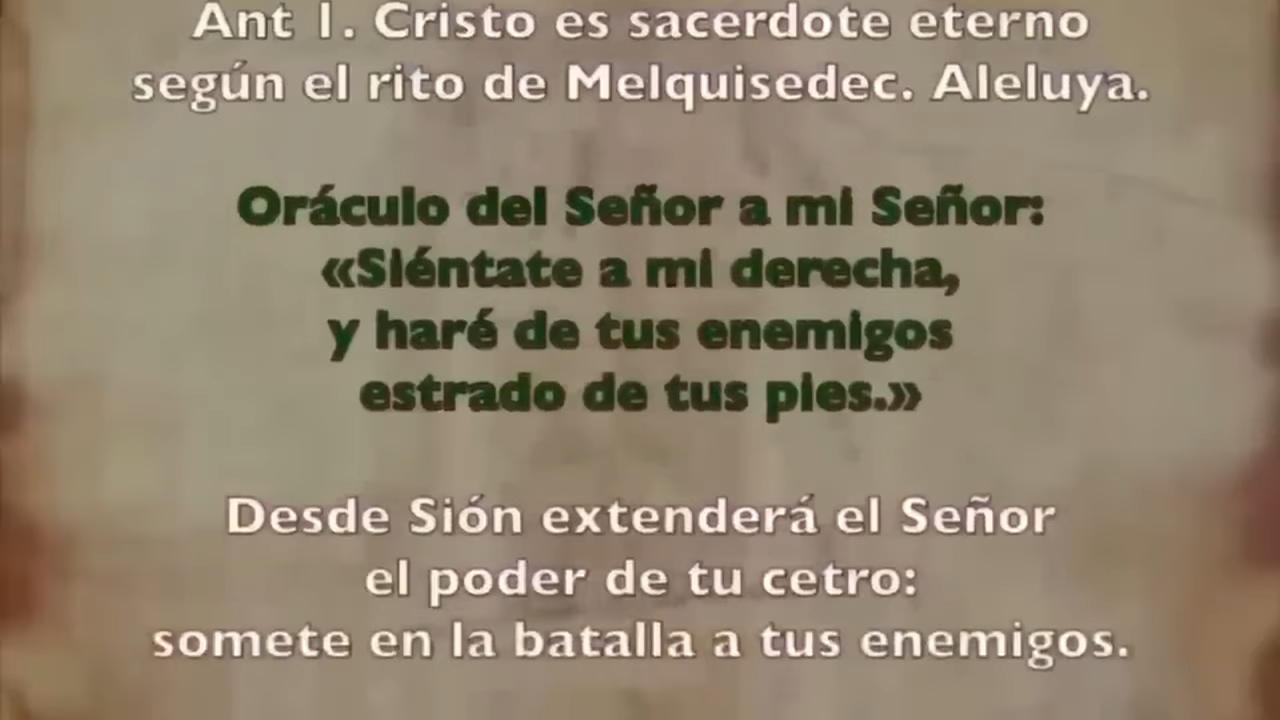 Ant 1. Cristo es sacerdote eterno
según el rito de Melquisedec. Aleluya.
Oráculo del Señor a mi Señor:
«Siéntate a mi derecha,
y haré de tus enemigos
estrado de tus pies.»
Desde Sión extenderá el Señor
el poder de tu cetro:
somete en la batalla a tus enemigos.